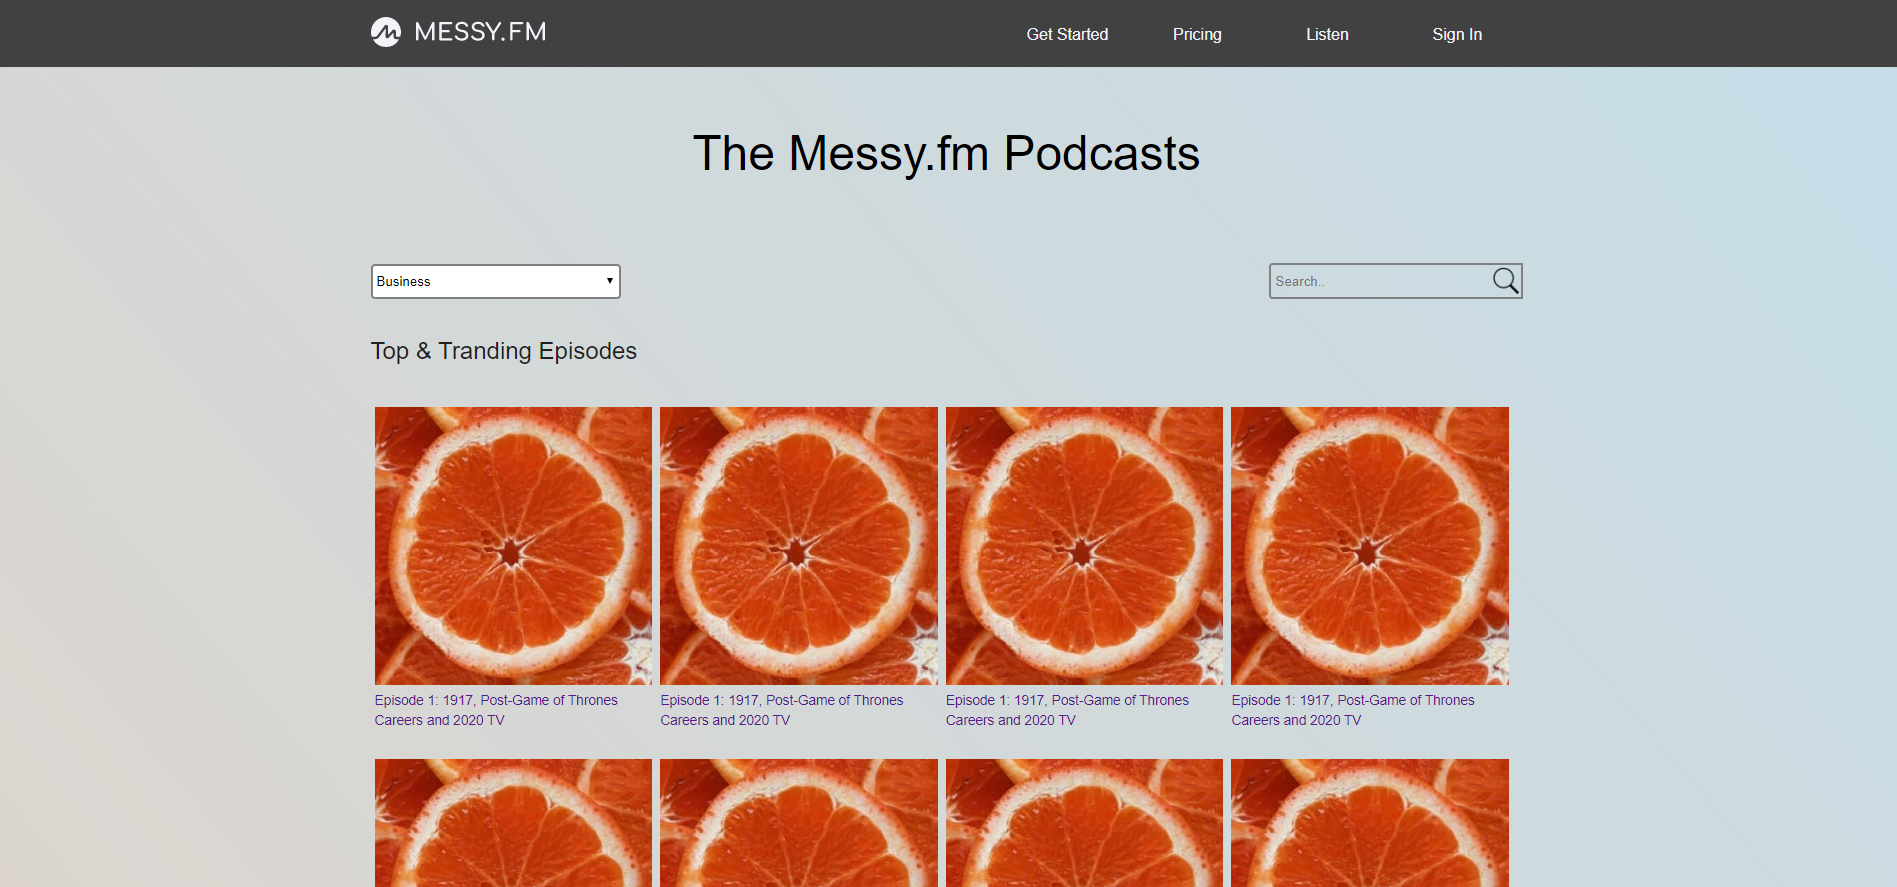 MESSY.FM
Get Started
Pricing
Listen
Sign In
The Messy.fm Podcasts
Business
Search..
Top & Tranding Episodes
Episode 1: 1917, Post-Game of Thrones
Careers and 2020 TV
Episode 1: 1917, Post-Game of Thrones
Careers and 2020 TV
Episode 1: 1917, Post-Game of Thrones
Careers and 2020 TV
Episode 1: 1917, Post-Game of Thrones
Careers and 2020 TV